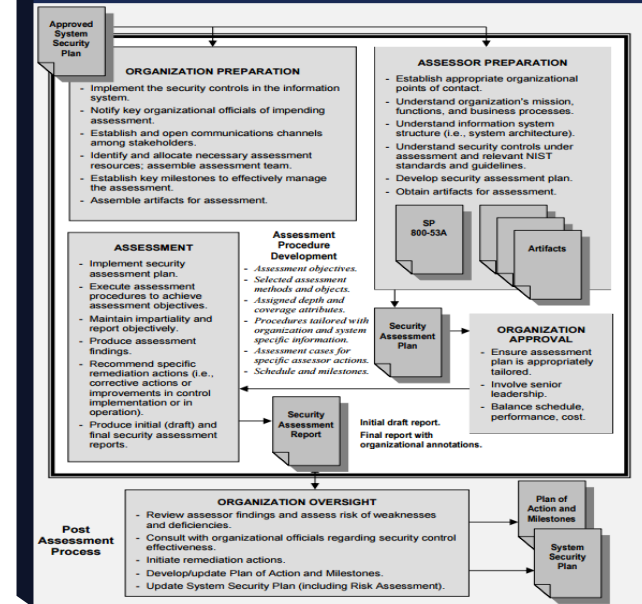 Approved
System
Security
Plan
ORGANIZATION PREPARATION
- Implement the security controls in the information
system.
- Notify key organizational officials of impending
assessment.
- Establish and open communications channels
among stakeholders.
- Identify and allocate necessary assessment
resources; assemble assessment team.
- Establish key milestones to effectively manage
the assessment.
- Assemble artifacts for assessment.
ASSESSOR PREPARATION
- Establish appropriate organizational
points of contact.
- Understand organization's mission,
functions, and business processes.
- Understand information system
structure (i.e., system architecture).
- Understand security controls under
assessment and relevant NIST
standards and guidelines.
- Develop security assessment plan.
- Obtain artifacts for assessment.
SP
800-53A
Artifacts
ASSESSMENT
- Implement security
assessment plan.
- Execute assessment
procedures to achieve
assessment objectives.
- Maintain impartiality and
report objectively.
- Produce assessment
findings.
- Recommend specific
remediation actions (i.e.,
corrective actions or
improvements in control
implementation or in
operation).
- Produce initial (draft) and
final security assessment
reports.
Assessment
Procedure
Development
- Assessment objectives.
- Selected assessment
methods and objects.
- Assigned depth and
coverage attributes.
- Procedures tailored with
organization and system
specific information.
- Assessment cases for
specific assessor actions.
- Schedule and milestones.
Security
Assessment
Plan
ORGANIZATION
APPROVAL
- Ensure assessment
plan is appropriately
tailored.
- Involve senior
leadership.
- Balance schedule,
performance, cost.
Security
Assessment
Report
Initial draft report.
Final report with
organizational annotations.
Post
Assessment
Process
ORGANIZATION OVERSIGHT
- Review assessor findings and assess risk of weaknesses
and deficiencies.
- Consult with organizational officials regarding security control
effectiveness.
- Initiate remediation actions.
- Develop/update Plan of Action and Milestones.
- Update System Security Plan (including Risk Assessment).
Plan of
Action and
Milestones
System
Security
Plan